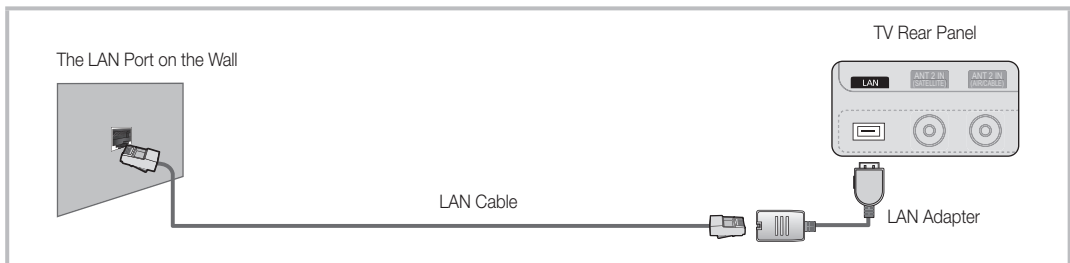 TV Rear Panel
The LAN Port on the Wall
LAN
ANT 2 IN
(SATELLITE)
ANT 2 IN
(AIR/CABLE)
LAN Cable
LAN Adapter